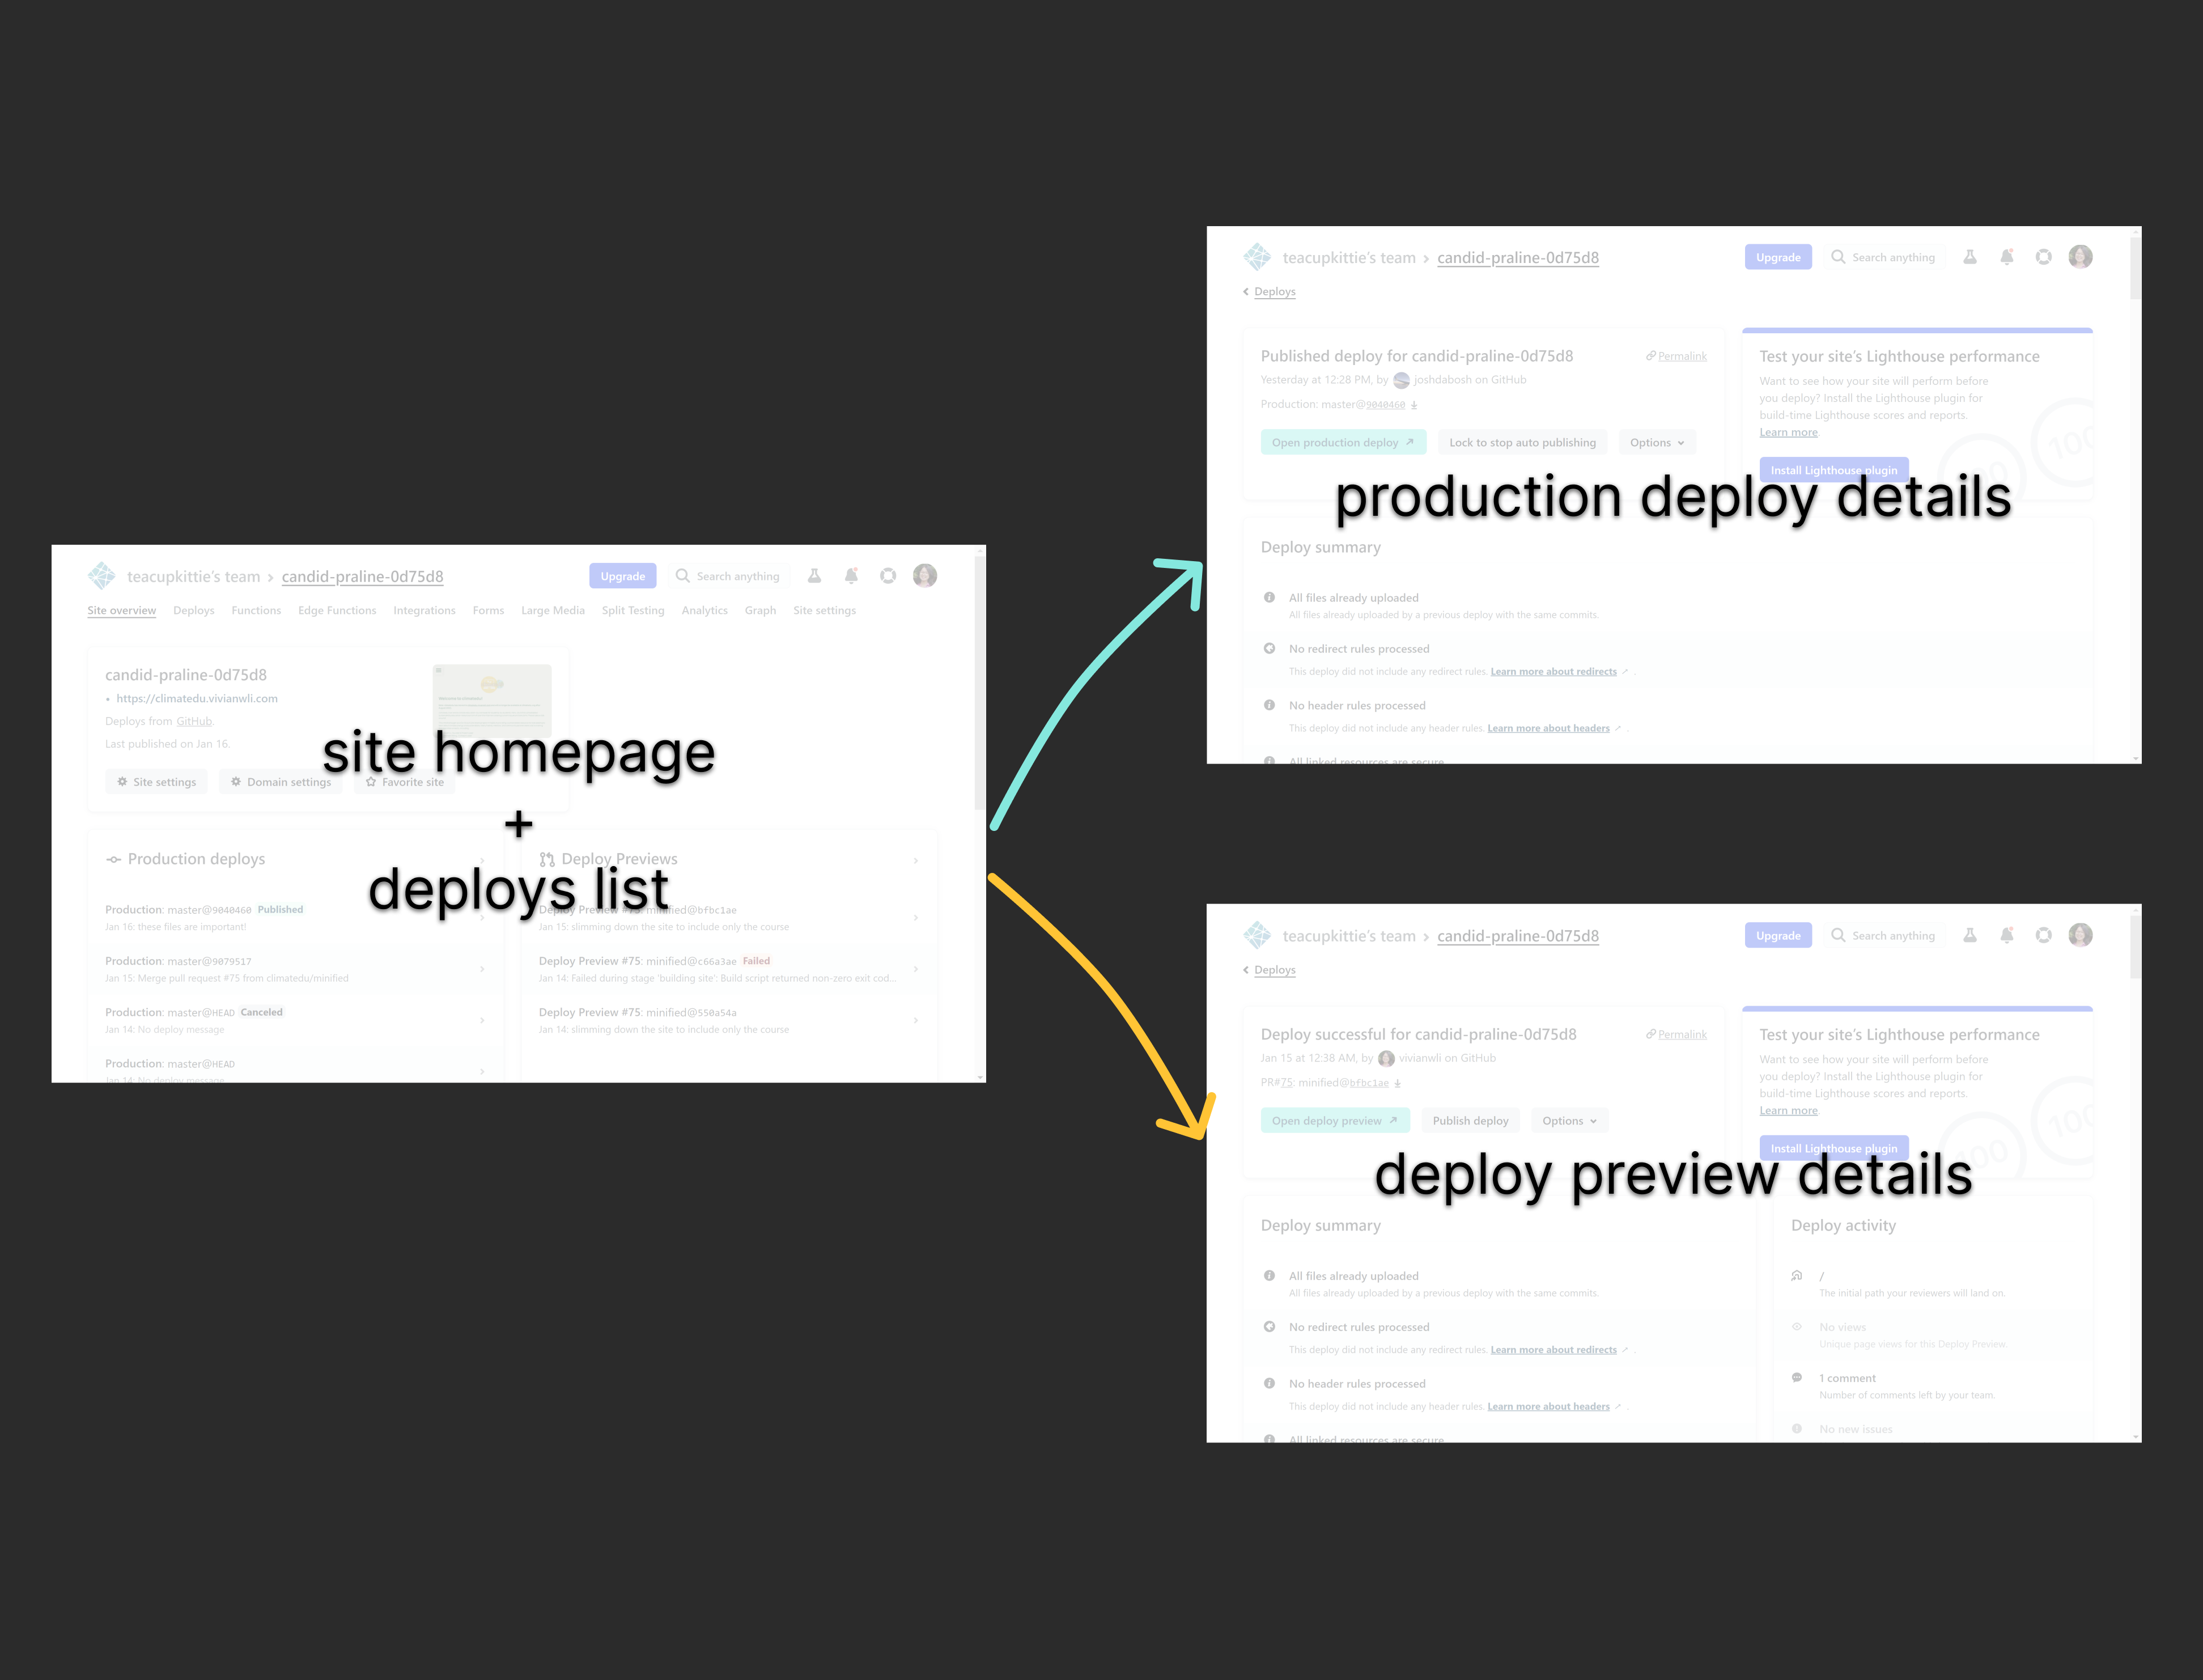 teacupkittie's team › candid-praline-0d75d8
Upgrade
Search anything
Site overview Deploys Functions Edge Functions Integrations Forms Large Media Split Testing Analytics Graph Site settings
candid-praline-0d75d8
• https://climatedu.vivianwli.com
Deploys from GitHub.
Last published on Jan 16.
Site settings Domain settings Favorite site
site homepage
+
deploys list
Production deploys
Production: master@9040460 Published
Jan 16: these files are important!
Production: master@9079517
Jan 15: Merge pull request #75 from climatedu/minified
Production: master@HEAD Canceled
Jan 14: No deploy message
Production: master@HEAD
Jan 14: No deploy message
Deploy Previews
Deploy Preview #75: minified@bfbc1ae
Jan 15: slimming down the site to include only the course
Deploy Preview #75: minified@c66a3ae Failed
Jan 14: Failed during stage 'building site': Build script returned non-zero exit cod...
Deploy Preview #75: minified@550a54a
Jan 14: slimming down the site to include only the course
teacupkittie's team › candid-praline-0d75d8
Upgrade
Search anything
Deploys
Published deploy for candid-praline-0d75d8
Permalink
Yesterday at 12:28 PM, by joshdabosh on GitHub
Production: master@9040460
Open production deploy Lock to stop auto publishing Options
Test your site's Lighthouse performance
Want to see how your site will perform before
you deploy? Install the Lighthouse plugin for
build-time Lighthouse scores and reports.
Learn more
Install Lighthouse plugin
100
production deploy details
Deploy summary
All files already uploaded
All files already uploaded by a previous deploy with the same commits.
No redirect rules processed
This deploy did not include any redirect rules. Learn more about redirects ↗ .
No header rules processed
This deploy did not include any header rules. Learn more about headers ↗ .
All linked resources are secure
teacupkittie's team › candid-praline-0d75d8
Upgrade
Search anything
Deploys
Deploy successful for candid-praline-0d75d8
Permalink
Jan 15 at 12:38 AM, by vivianwli on GitHub
PR#75: minified@bfbc1ae
Open deploy preview Publish deploy Options
Test your site's Lighthouse performance
Want to see how your site will perform before
you deploy? Install the Lighthouse plugin for
build-time Lighthouse scores and reports.
Learn more
Install Lighthouse plugin
100
100
deploy preview details
Deploy summary
All files already uploaded
All files already uploaded by a previous deploy with the same commits.
No redirect rules processed
This deploy did not include any redirect rules. Learn more about redirects ↗ .
No header rules processed
This deploy did not include any header rules. Learn more about headers ↗ .
All linked resources are secure
Deploy activity
/
The initial path your reviewers will land on.
No views
Unique page views for this Deploy Preview.
1 comment
Number of comments left by your team.
No new issues